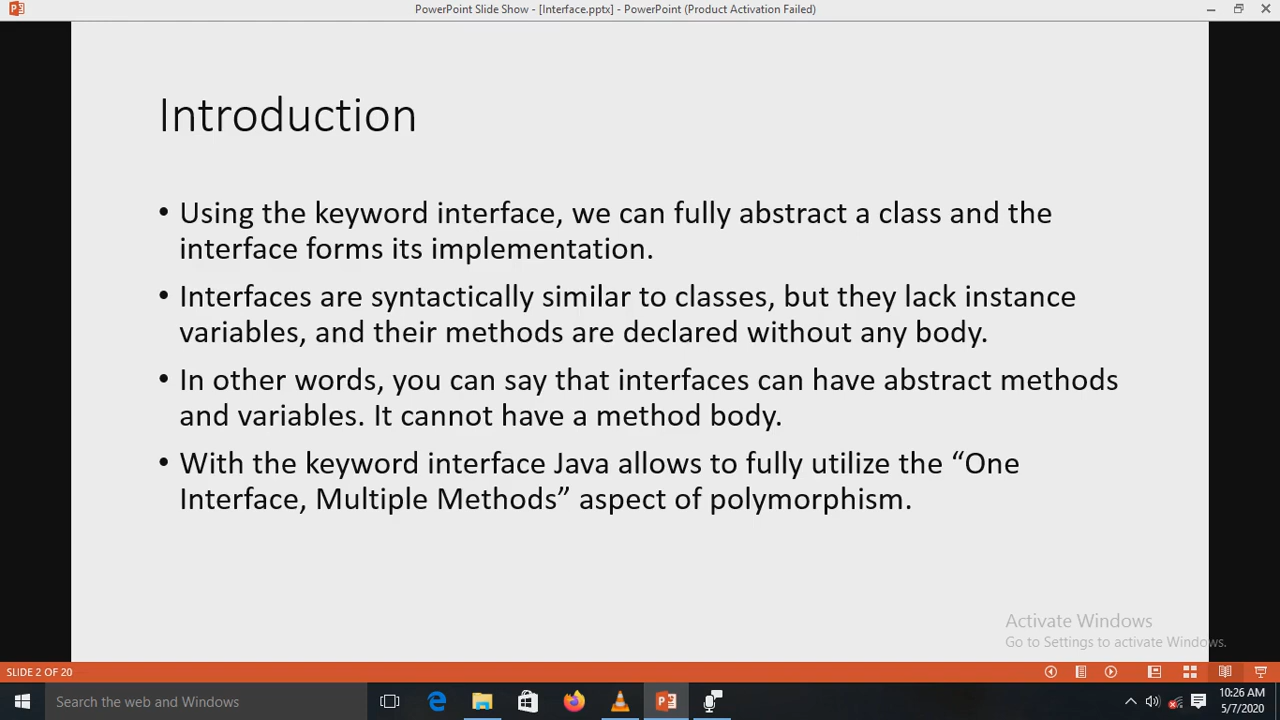 PowerPoint Slide Show - [Interface.pptx] - PowerPoint (Product Activation Failed)
Introduction
• Using the keyword interface, we can fully abstract a class and the
interface forms its implementation.
• Interfaces are syntactically similar to classes, but they lack instance
variables, and their methods are declared without any body.
• In other words, you can say that interfaces can have abstract methods
and variables. It cannot have a method body.
• With the keyword interface Java allows to fully utilize the “One
Interface, Multiple Methods” aspect of polymorphism.
Activate Windows
Go to Settings to activate Windows.
SLIDE 2 OF 20
Search the web and Windows
10:26 AM
5/7/2020